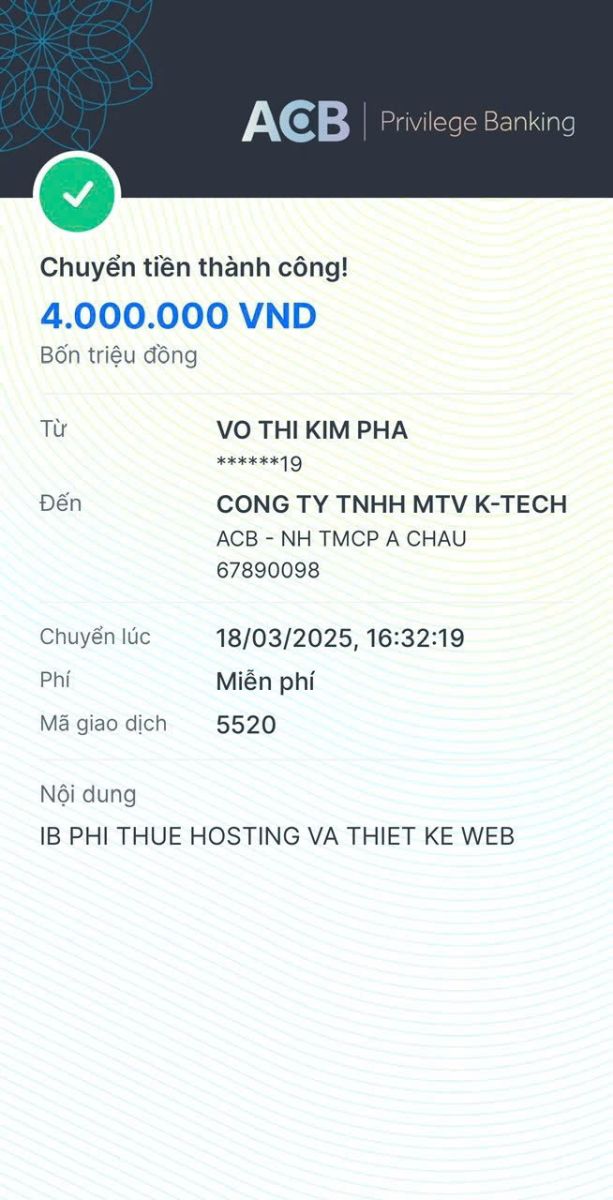 ACB | Privilege Banking
Chuyển tiền thành công!
4.000.000 VND
Bốn triệu đồng
Từ
VO THI KIM PHA
******19
Đến
CONG TY TNHH MTV K-TECH
ACB - NH TMCP A CHAU
67890098
Chuyển lúc
18/03/2025, 16:32:19
Phí
Miễn phí
Mã giao dịch
5520
Nội dung
IB PHI THUE HOSTING VA THIET KE WEB